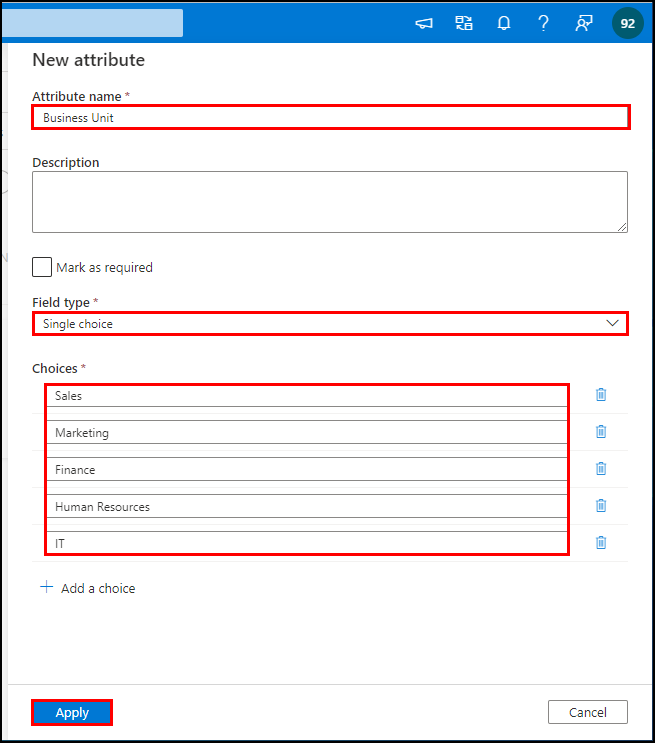 92
New attribute
Attribute name *
Business Unit
Description
Mark as required
Field type *
Single choice
Choices *
Sales
Marketing
Finance
Human Resources
IT
Add a choice
Apply Cancel